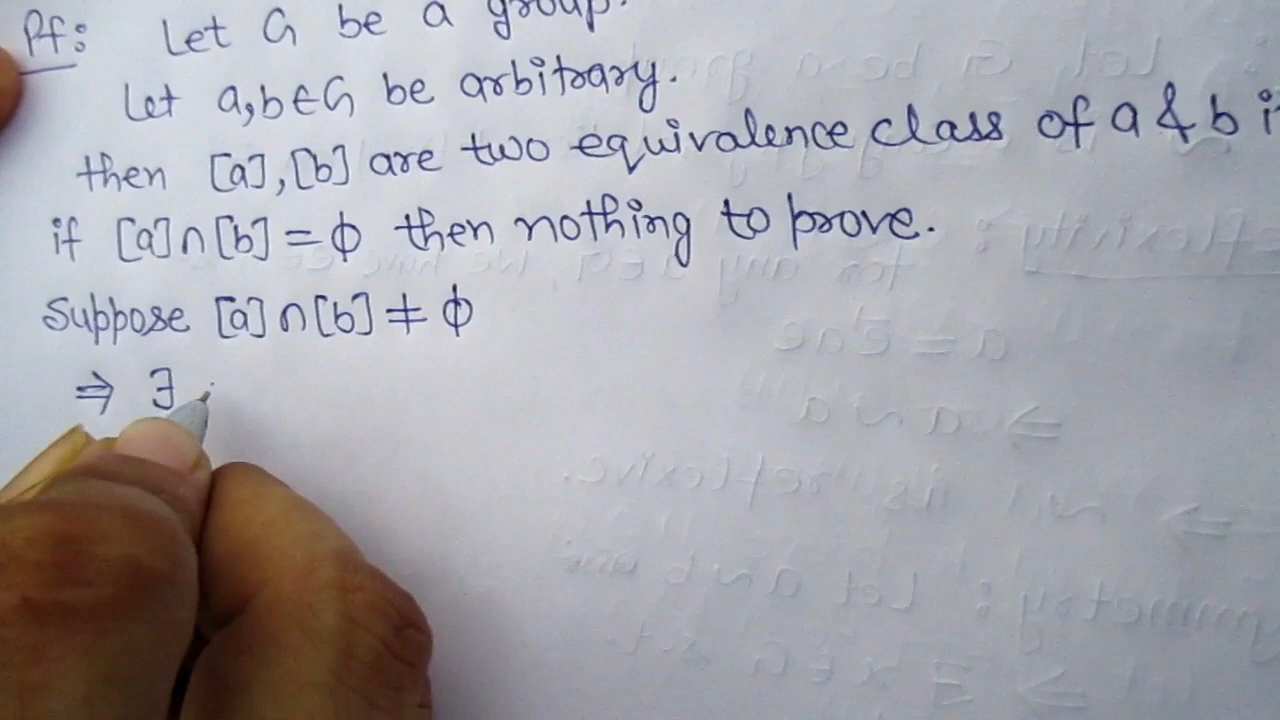 Pf: Let G be a group.
Let a,b∈G be arbitrary.
then [a],[b] are two equivalence class of a & b
if [a]∩[b] = ϕ then nothing to prove.
Suppose [a]∩[b] ≠ ϕ
⇒ ∃